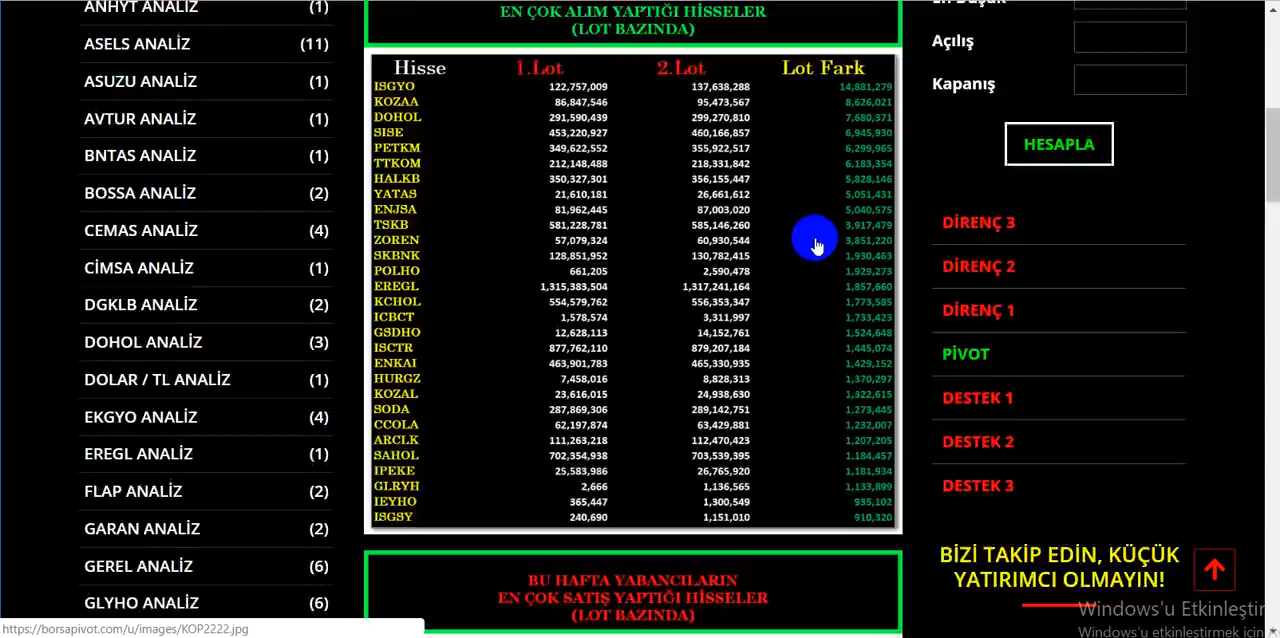 ANHYT ANALİZ (1)
ASELS ANALİZ (11)
ASUZU ANALİZ (1)
AVTUR ANALİZ (1)
BNTAS ANALİZ (1)
BOSSA ANALİZ (2)
CEMAS ANALİZ (4)
CİMSA ANALİZ (1)
DGKLB ANALİZ (2)
DOHOL ANALİZ (3)
DOLAR / TL ANALİZ (1)
EKGYO ANALİZ (4)
EREGL ANALİZ (1)
FLAP ANALİZ (2)
GARAN ANALİZ (2)
GEREL ANALİZ (6)
GLYHO ANALİZ (6)
EN ÇOK ALIM YAPTIĞI HİSSELER
(LOT BAZINDA)
Hisse 1.Lot 2.Lot Lot Fark
ISGYO 122,757,009 137,638,288 14,881,279
KOZAA 86,847,546 95,473,567 8,626,021
DOHOL 291,590,439 299,270,810 7,680,371
SISE 453,220,927 460,166,857 6,945,930
PETKM 349,622,552 355,922,517 6,299,965
TTKOM 212,148,488 218,331,842 6,183,354
HALKB 350,327,301 356,155,447 5,828,146
YATAS 21,610,181 26,661,612 5,051,431
ENJSA 81,962,445 87,003,020 5,040,575
TSKB 581,228,781 585,146,260 3,917,479
ZOREN 57,079,324 60,930,544 3,851,220
SKBNK 128,851,952 130,782,415 1,930,463
POLHO 661,205 2,590,478 1,929,273
EREGL 1,315,383,504 1,317,241,164 1,857,660
KCHOL 554,579,762 556,353,347 1,773,585
ICBCT 1,578,574 3,311,997 1,733,423
GSDHO 12,628,113 14,152,761 1,524,648
ISCTR 877,762,110 879,207,184 1,445,074
ENKAI 463,901,783 465,330,935 1,429,152
HURGZ 7,458,016 8,828,313 1,370,297
KOZAL 23,616,015 24,938,630 1,322,615
SODA 287,869,306 289,142,751 1,273,445
CCOLA 62,197,874 63,429,881 1,232,007
ARCLK 111,263,218 112,470,423 1,207,205
SAHOL 702,354,938 703,539,395 1,184,457
IPEKE 25,583,986 26,765,920 1,181,934
GLRYH 2,666 1,136,565 1,133,899
IEYHO 365,447 1,300,549 935,102
ISGSY 240,690 1,151,010 910,320
BU HAFTA YABANCILARIN
EN ÇOK SATIŞ YAPTIĞI HİSSELER
(LOT BAZINDA)
En Düşük
Açılış
Kapanış
HESAPLA
DİRENÇ 3
DİRENÇ 2
DİRENÇ 1
PİVOT
DESTEK 1
DESTEK 2
DESTEK 3
BİZİ TAKİP EDİN, KÜÇÜK
YATIRIMCI OLMAYIN!
Windows'u Etkinleştir
Windows'u etkinleştirmek için
https://borsapivot.com/u/images/KOP2222.jpg